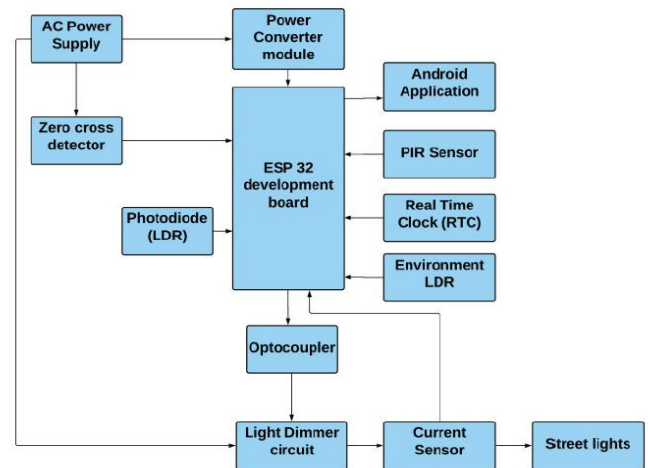 AC Power
Supply
Power
Converter
module
Android
Application
Zero cross
detector
ESP 32
development
board
PIR Sensor
Photodiode
(LDR)
Real Time
Clock (RTC)
Environment
LDR
Optocoupler
Light Dimmer
circuit
Current
Sensor
Street lights